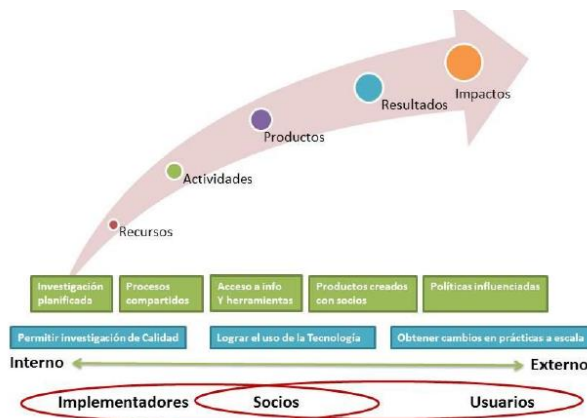 Impactos
Resultados
Productos
Actividades
Recursos
Investigación
planificada
Procesos
compartidos
Acceso a info
Y herramientas
Productos creados
con socios
Políticas influenciadas
Permitir investigación de Calidad
Lograr el uso de la Tecnología
Obtener cambios en prácticas a escala
Interno
Externo
Implementadores
Socios
Usuarios